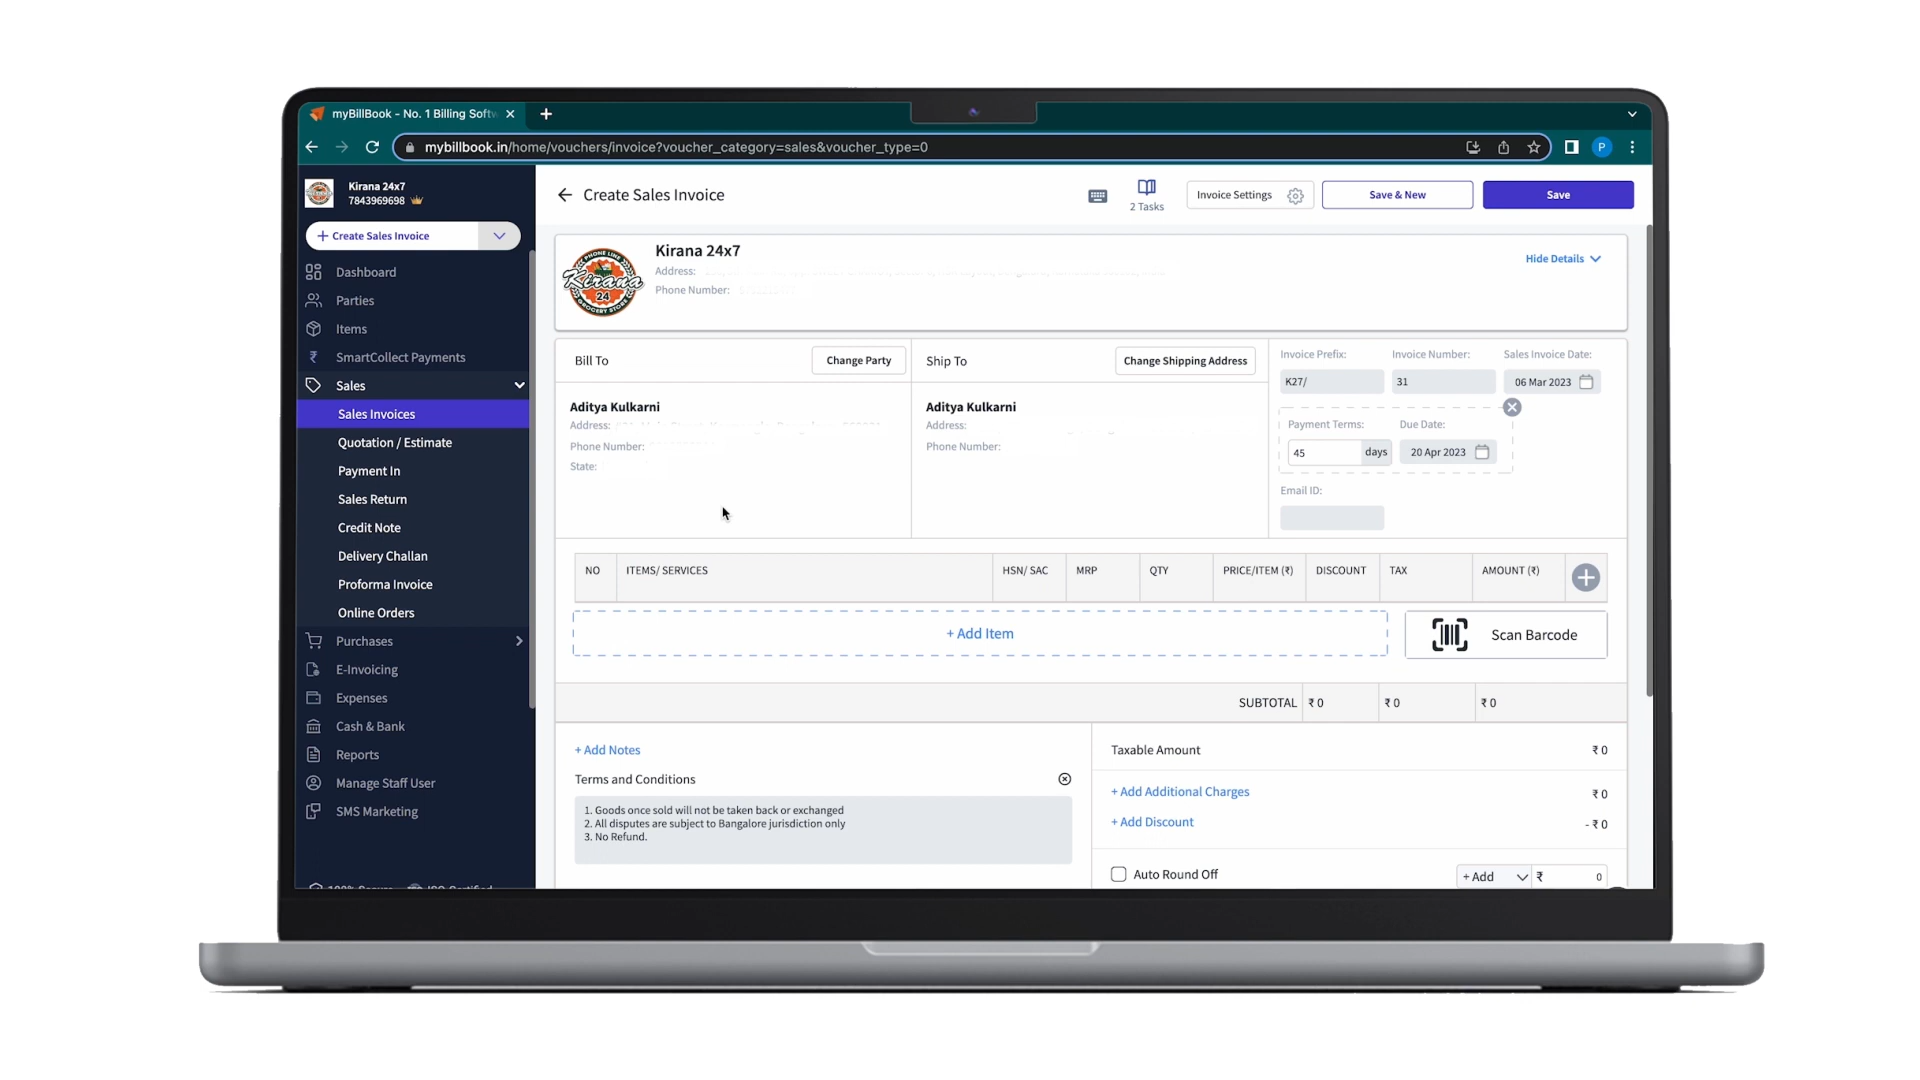 myBillBook - No. 1 Billing Softw
mybillbook.in/home/vouchers/invoice?voucher_category=sales&voucher_type=0
P
Kirana 24x7
7843969698
+ Create Sales Invoice
Dashboard
Parties
Items
SmartCollect Payments
Sales
Sales Invoices
Quotation / Estimate
Payment In
Sales Return
Credit Note
Delivery Challan
Proforma Invoice
Online Orders
Purchases
E-Invoicing
Expenses
Cash & Bank
Reports
Manage Staff User
SMS Marketing
Create Sales Invoice
2 Tasks
Invoice Settings
Save & New
Save
PHONE LINE
Kirana
24
GROCERY STORE
Kirana 24x7
Address:
Phone Number:
Hide Details
Bill To
Change Party
Aditya Kulkarni
Address:
Phone Number:
State:
Ship To
Change Shipping Address
Aditya Kulkarni
Address:
Phone Number:
Invoice Prefix: Invoice Number: Sales Invoice Date:
K27/ 31 06 Mar 2023
Payment Terms: Due Date:
45 days 20 Apr 2023
Email ID:
NO ITEMS/ SERVICES HSN/ SAC MRP QTY PRICE/ITEM (₹) DISCOUNT TAX AMOUNT (₹)
+ Add Item
Scan Barcode
SUBTOTAL ₹ 0 ₹ 0 ₹ 0
+ Add Notes
Terms and Conditions
1. Goods once sold will not be taken back or exchanged
2. All disputes are subject to Bangalore jurisdiction only
3. No Refund.
Taxable Amount ₹ 0
+ Add Additional Charges ₹ 0
+ Add Discount - ₹ 0
Auto Round Off + Add ₹ 0